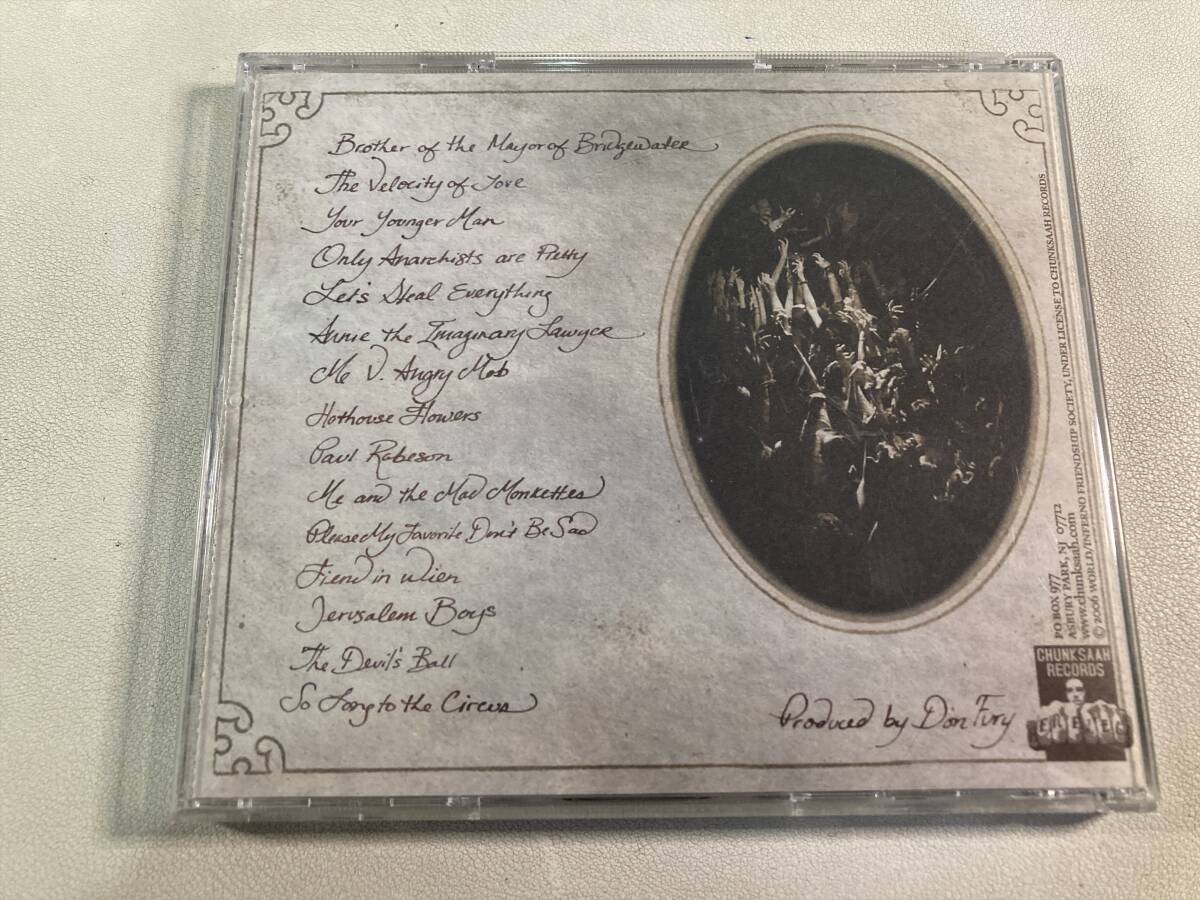 Brother of the Mayor of Bridgewater
The Velocity of Love
Your Younger Man
Only Anarchists are Pretty
Let's Steal Everything
Annie the Imaginary Lawyer
Me V. Angry Mob
Hothouse Flowers
Paul Robeson
Me and the Mad Monkettes
Please My Favorite Don't Be Sad
Fiend in Wien
Jerusalem Boys
The Devil's Ball
So Long to the Circus
Produced by Don Fury
PO BOX 977
ASBURY PARK, NJ 07712
www.chunksaah.com
© 2006 WORLD/INFERNO FRIENDSHIP SOCIETY, UNDER LICENSE TO CHUNKSAAH RECORDS
CHUNKSAAH
RECORDS